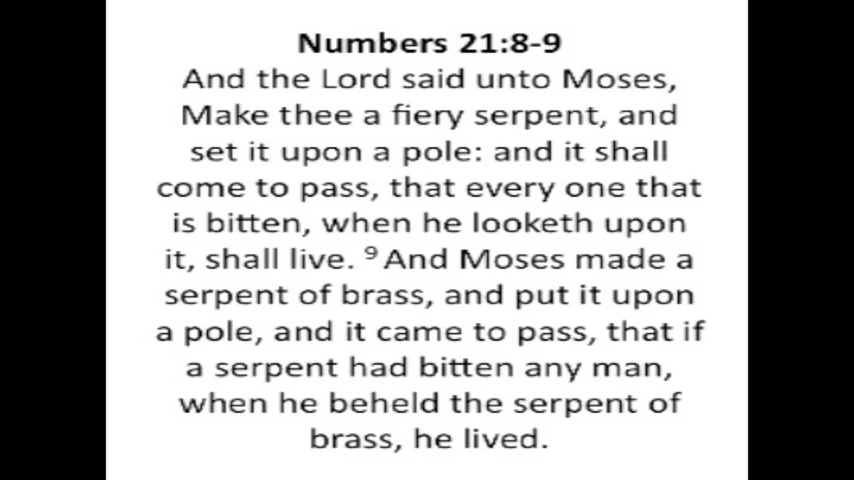 Numbers 21:8-9
And the Lord said unto Moses,
Make thee a fiery serpent, and
set it upon a pole: and it shall
come to pass, that every one that
is bitten, when he looketh upon
it, shall live. ⁹ And Moses made a
serpent of brass, and put it upon
a pole, and it came to pass, that if
a serpent had bitten any man,
when he beheld the serpent of
brass, he lived.